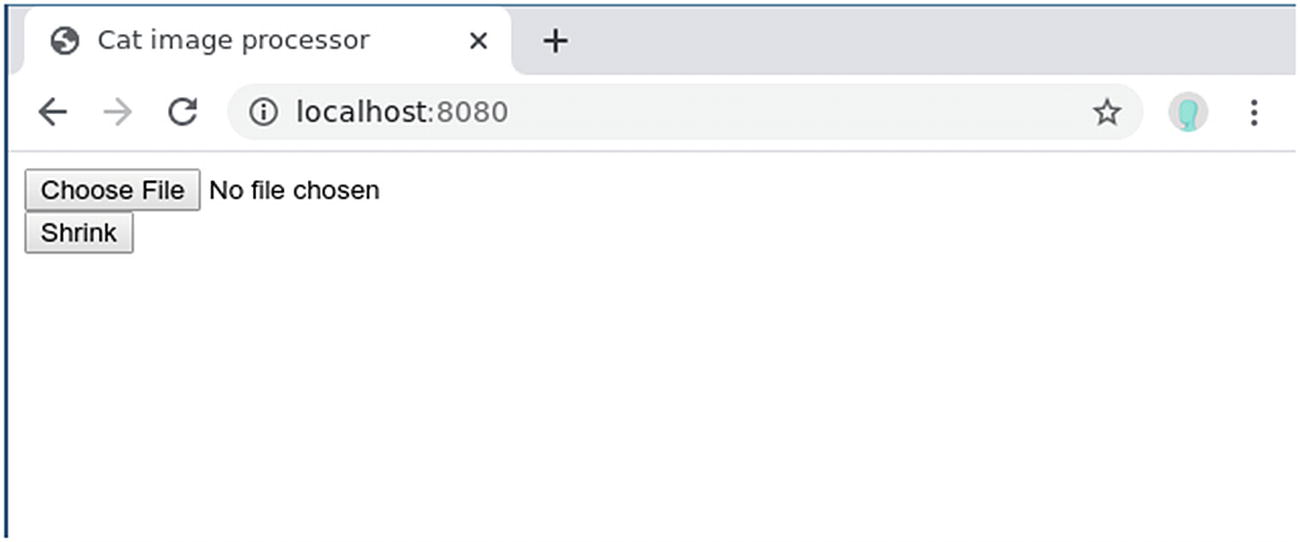 Cat image processor
localhost:8080
Choose File No file chosen
Shrink